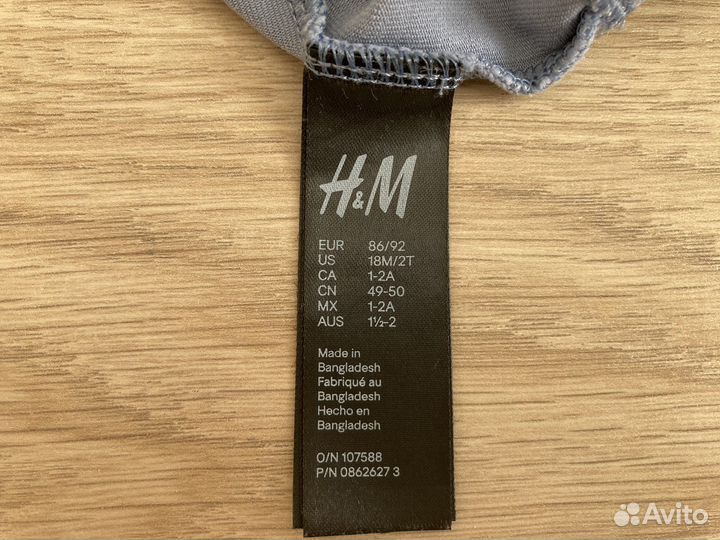 H&M
EUR 86/92
US 18M/2T
CA 1-2A
CN 49-50
MX 1-2A
AUS 1½-2
Made in
Bangladesh
Fabriqué au
Bangladesh
Hecho en
Bangladesh
O/N 107588
P/N 0862627 3
Avito